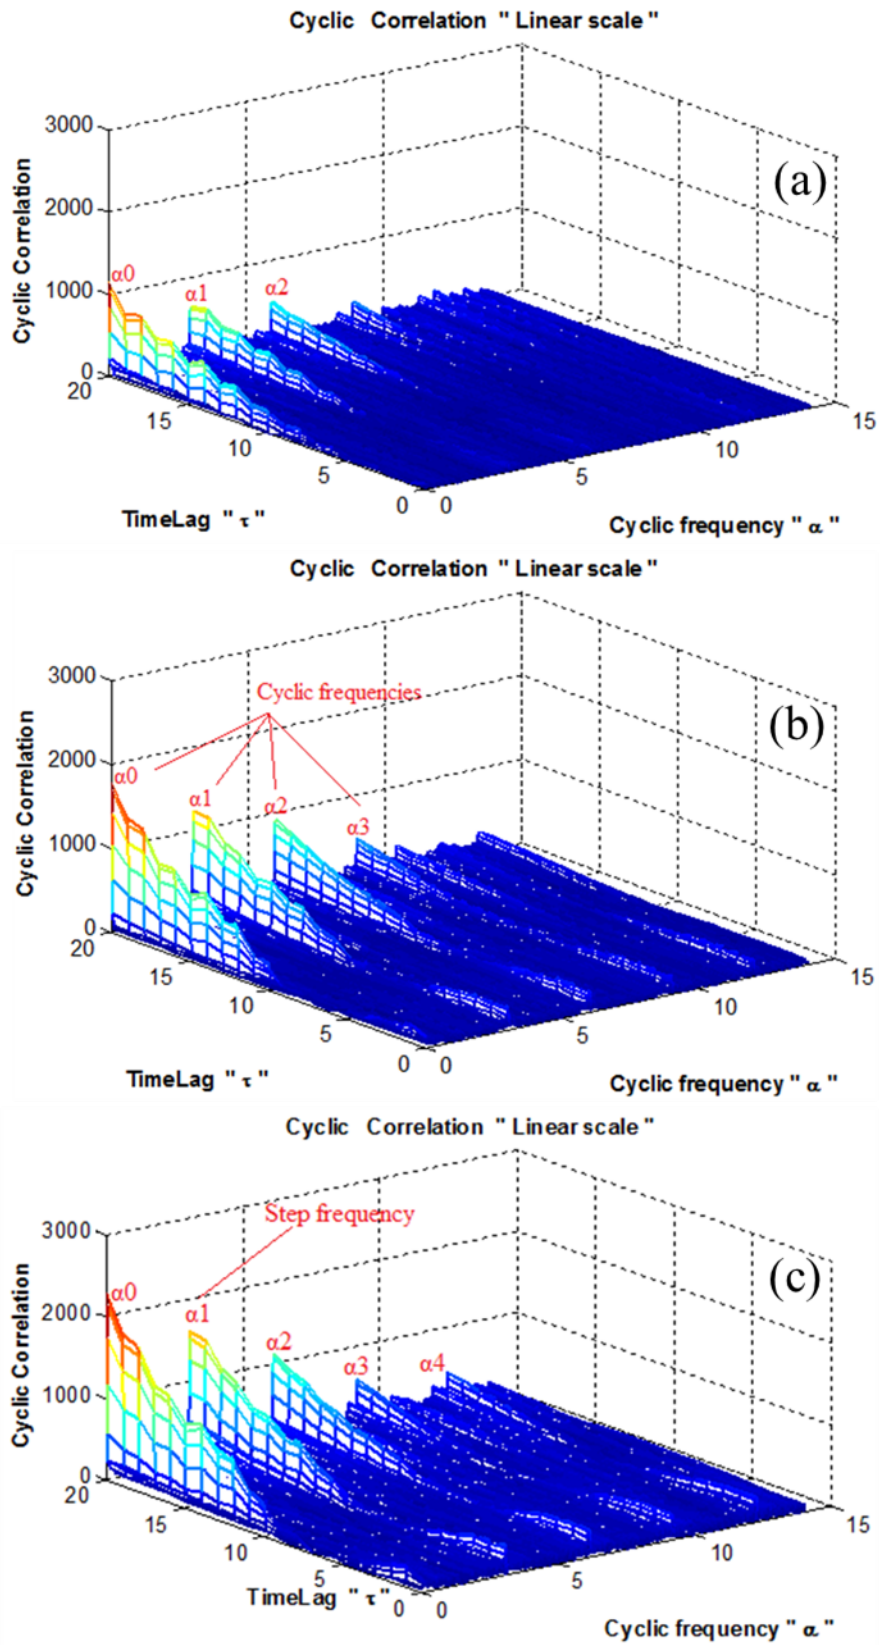 Cyclic Correlation " Linear scale "
(a)
3000
2000
1000
0
Cyclic Correlation
α0
α1
α2
20
15
10
5
0
TimeLag " τ "
0
5
10
15
Cyclic frequency " α "
Cyclic Correlation " Linear scale "
(b)
Cyclic frequencies
3000
2000
1000
0
Cyclic Correlation
α0
α1
α2
α3
20
15
10
5
0
TimeLag " τ "
0
5
10
15
Cyclic frequency " α "
Cyclic Correlation " Linear scale "
(c)
Step frequency
3000
2000
1000
0
Cyclic Correlation
α0
α1
α2
α3
α4
20
15
10
5
0
TimeLag " τ "
0
5
10
15
Cyclic frequency " α "